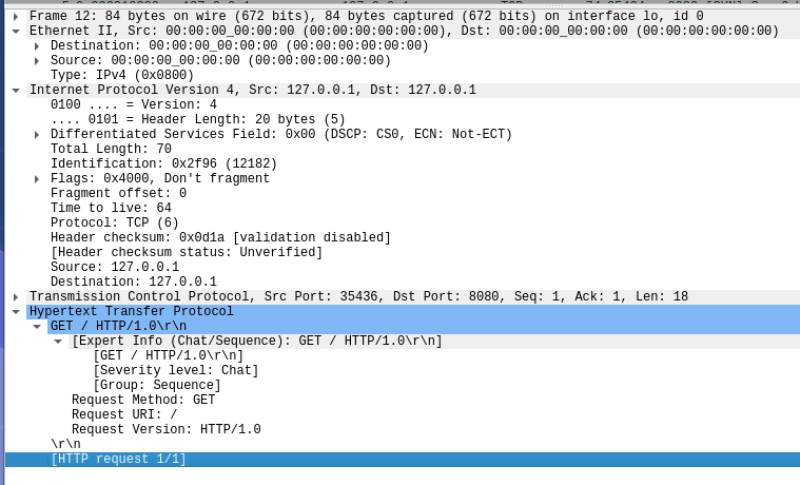 Frame 12: 84 bytes on wire (672 bits), 84 bytes captured (672 bits) on interface lo, id 0
Ethernet II, Src: 00:00:00_00:00:00 (00:00:00:00:00:00), Dst: 00:00:00_00:00:00 (00:00:00:00:00:00)
Destination: 00:00:00_00:00:00 (00:00:00:00:00:00)
Source: 00:00:00_00:00:00 (00:00:00:00:00:00)
Type: IPv4 (0x0800)
Internet Protocol Version 4, Src: 127.0.0.1, Dst: 127.0.0.1
0100 .... = Version: 4
.... 0101 = Header Length: 20 bytes (5)
Differentiated Services Field: 0x00 (DSCP: CS0, ECN: Not-ECT)
Total Length: 70
Identification: 0x2f96 (12182)
Flags: 0x4000, Don't fragment
Fragment offset: 0
Time to live: 64
Protocol: TCP (6)
Header checksum: 0x0d1a [validation disabled]
[Header checksum status: Unverified]
Source: 127.0.0.1
Destination: 127.0.0.1
Transmission Control Protocol, Src Port: 35436, Dst Port: 8080, Seq: 1, Ack: 1, Len: 18
Hypertext Transfer Protocol
GET / HTTP/1.0\r\n
[Expert Info (Chat/Sequence): GET / HTTP/1.0\r\n]
[GET / HTTP/1.0\r\n]
[Severity level: Chat]
[Group: Sequence]
Request Method: GET
Request URI: /
Request Version: HTTP/1.0
\r\n
[HTTP request 1/1]